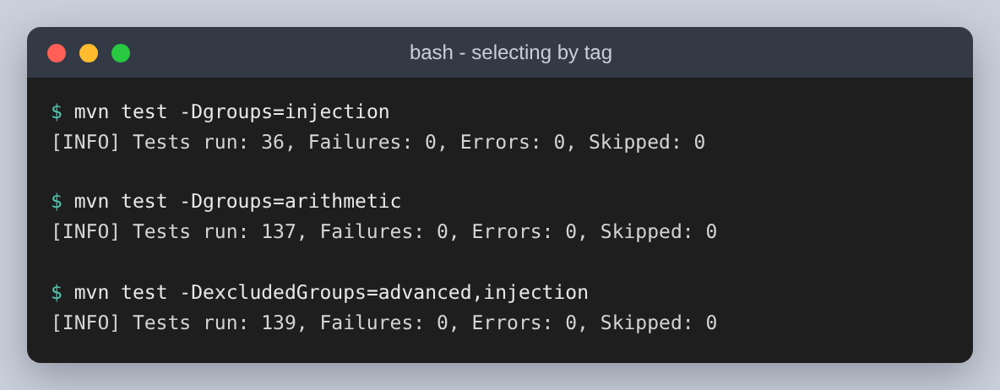 bash - selecting by tag
$ mvn test -Dgroups=injection
[INFO] Tests run: 36, Failures: 0, Errors: 0, Skipped: 0
$ mvn test -Dgroups=arithmetic
[INFO] Tests run: 137, Failures: 0, Errors: 0, Skipped: 0
$ mvn test -DexcludedGroups=advanced,injection
[INFO] Tests run: 139, Failures: 0, Errors: 0, Skipped: 0